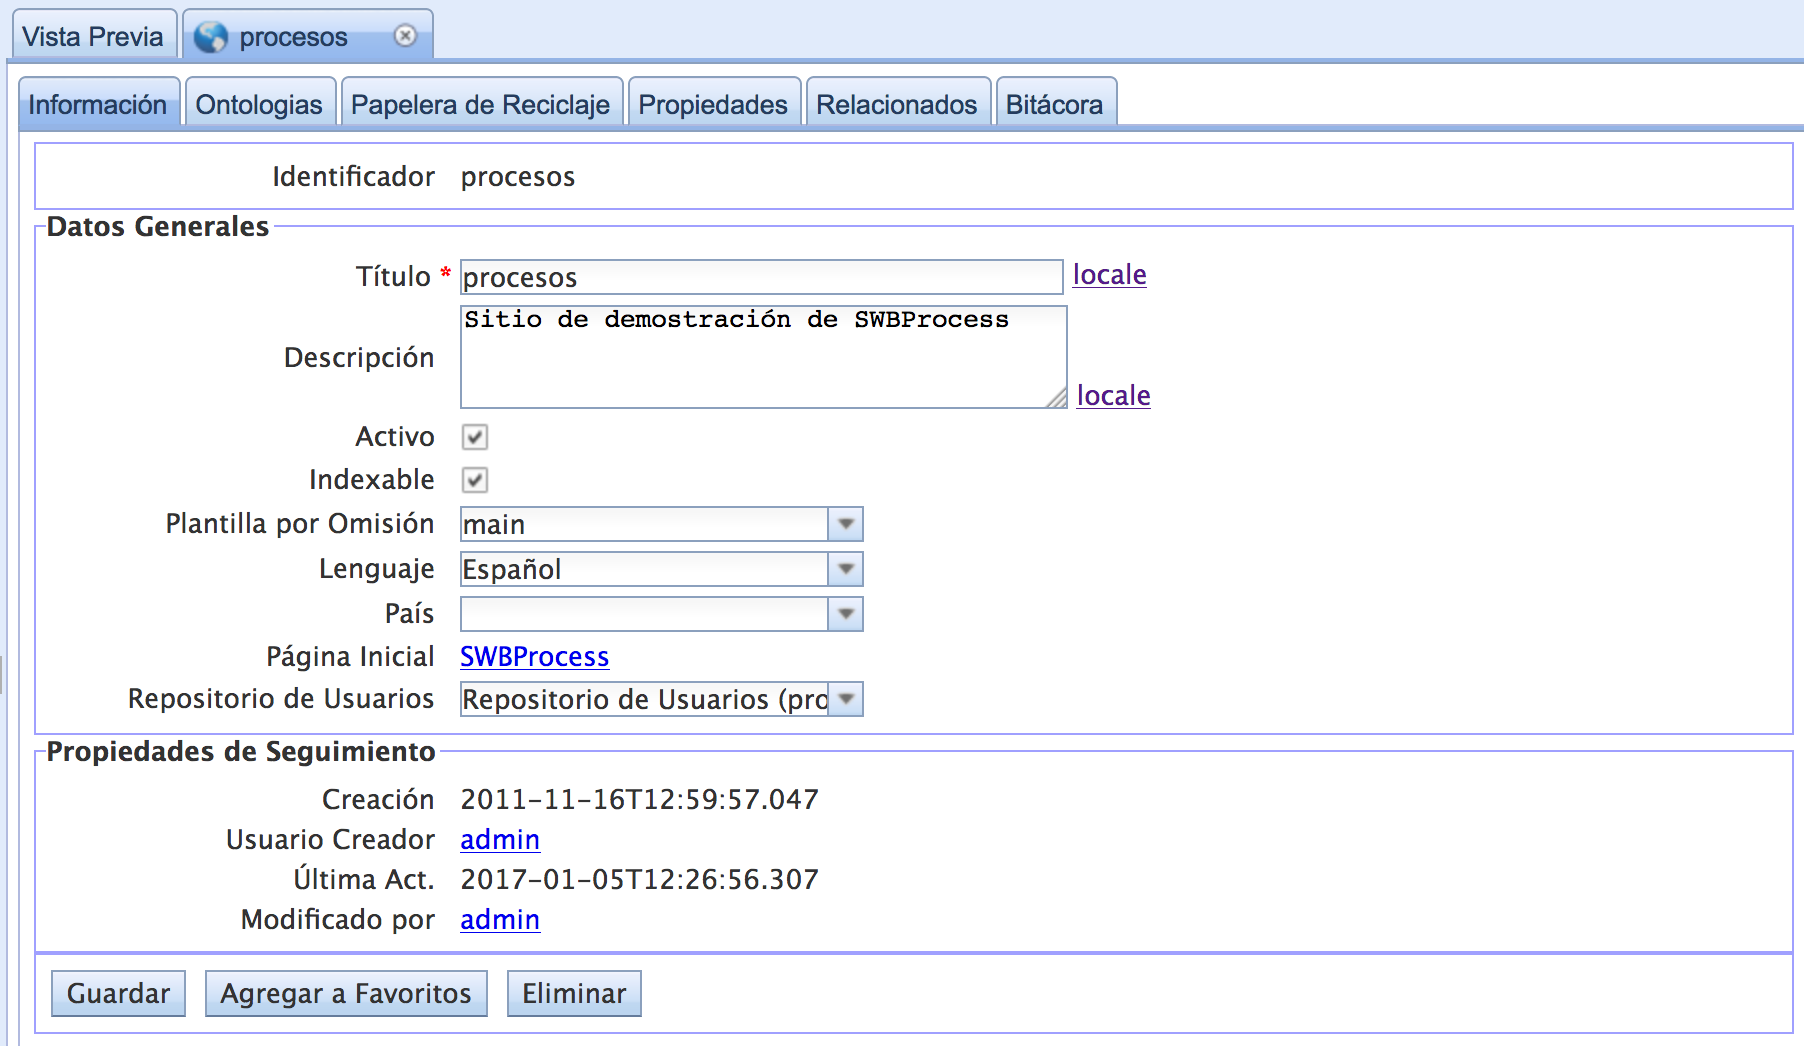 Vista Previa procesos
Información Ontologias Papelera de Reciclaje Propiedades Relacionados Bitácora
Identificador procesos
Datos Generales
Título * procesos locale
Descripción Sitio de demostración de SWBProcess locale
Activo
Indexable
Plantilla por Omisión main
Lenguaje Español
País
Página Inicial SWBProcess
Repositorio de Usuarios Repositorio de Usuarios (pro
Propiedades de Seguimiento
Creación 2011-11-16T12:59:57.047
Usuario Creador admin
Última Act. 2017-01-05T12:26:56.307
Modificado por admin
Guardar Agregar a Favoritos Eliminar